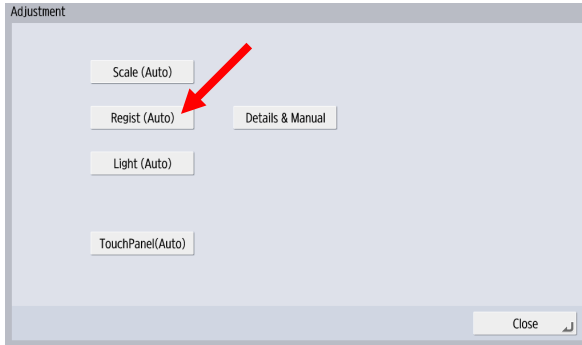 Adjustment
Scale (Auto)
Regist (Auto)
Details & Manual
Light (Auto)
TouchPanel(Auto)
Close